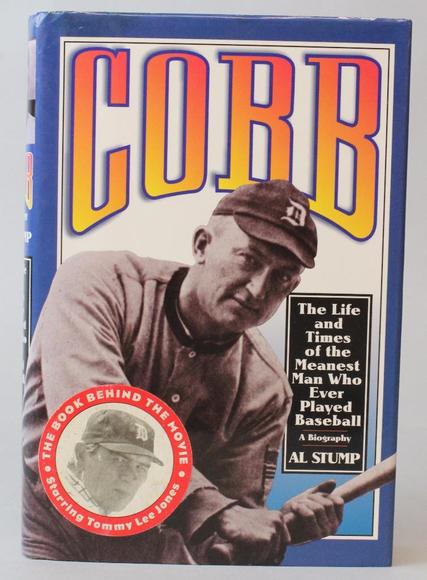 COBB
The Life
and
Times
of the
Meanest
Man Who
Ever
Played
Baseball
A Biography
AL STUMP
THE BOOK BEHIND THE MOVIE
Starring Tommy Lee Jones
D
D